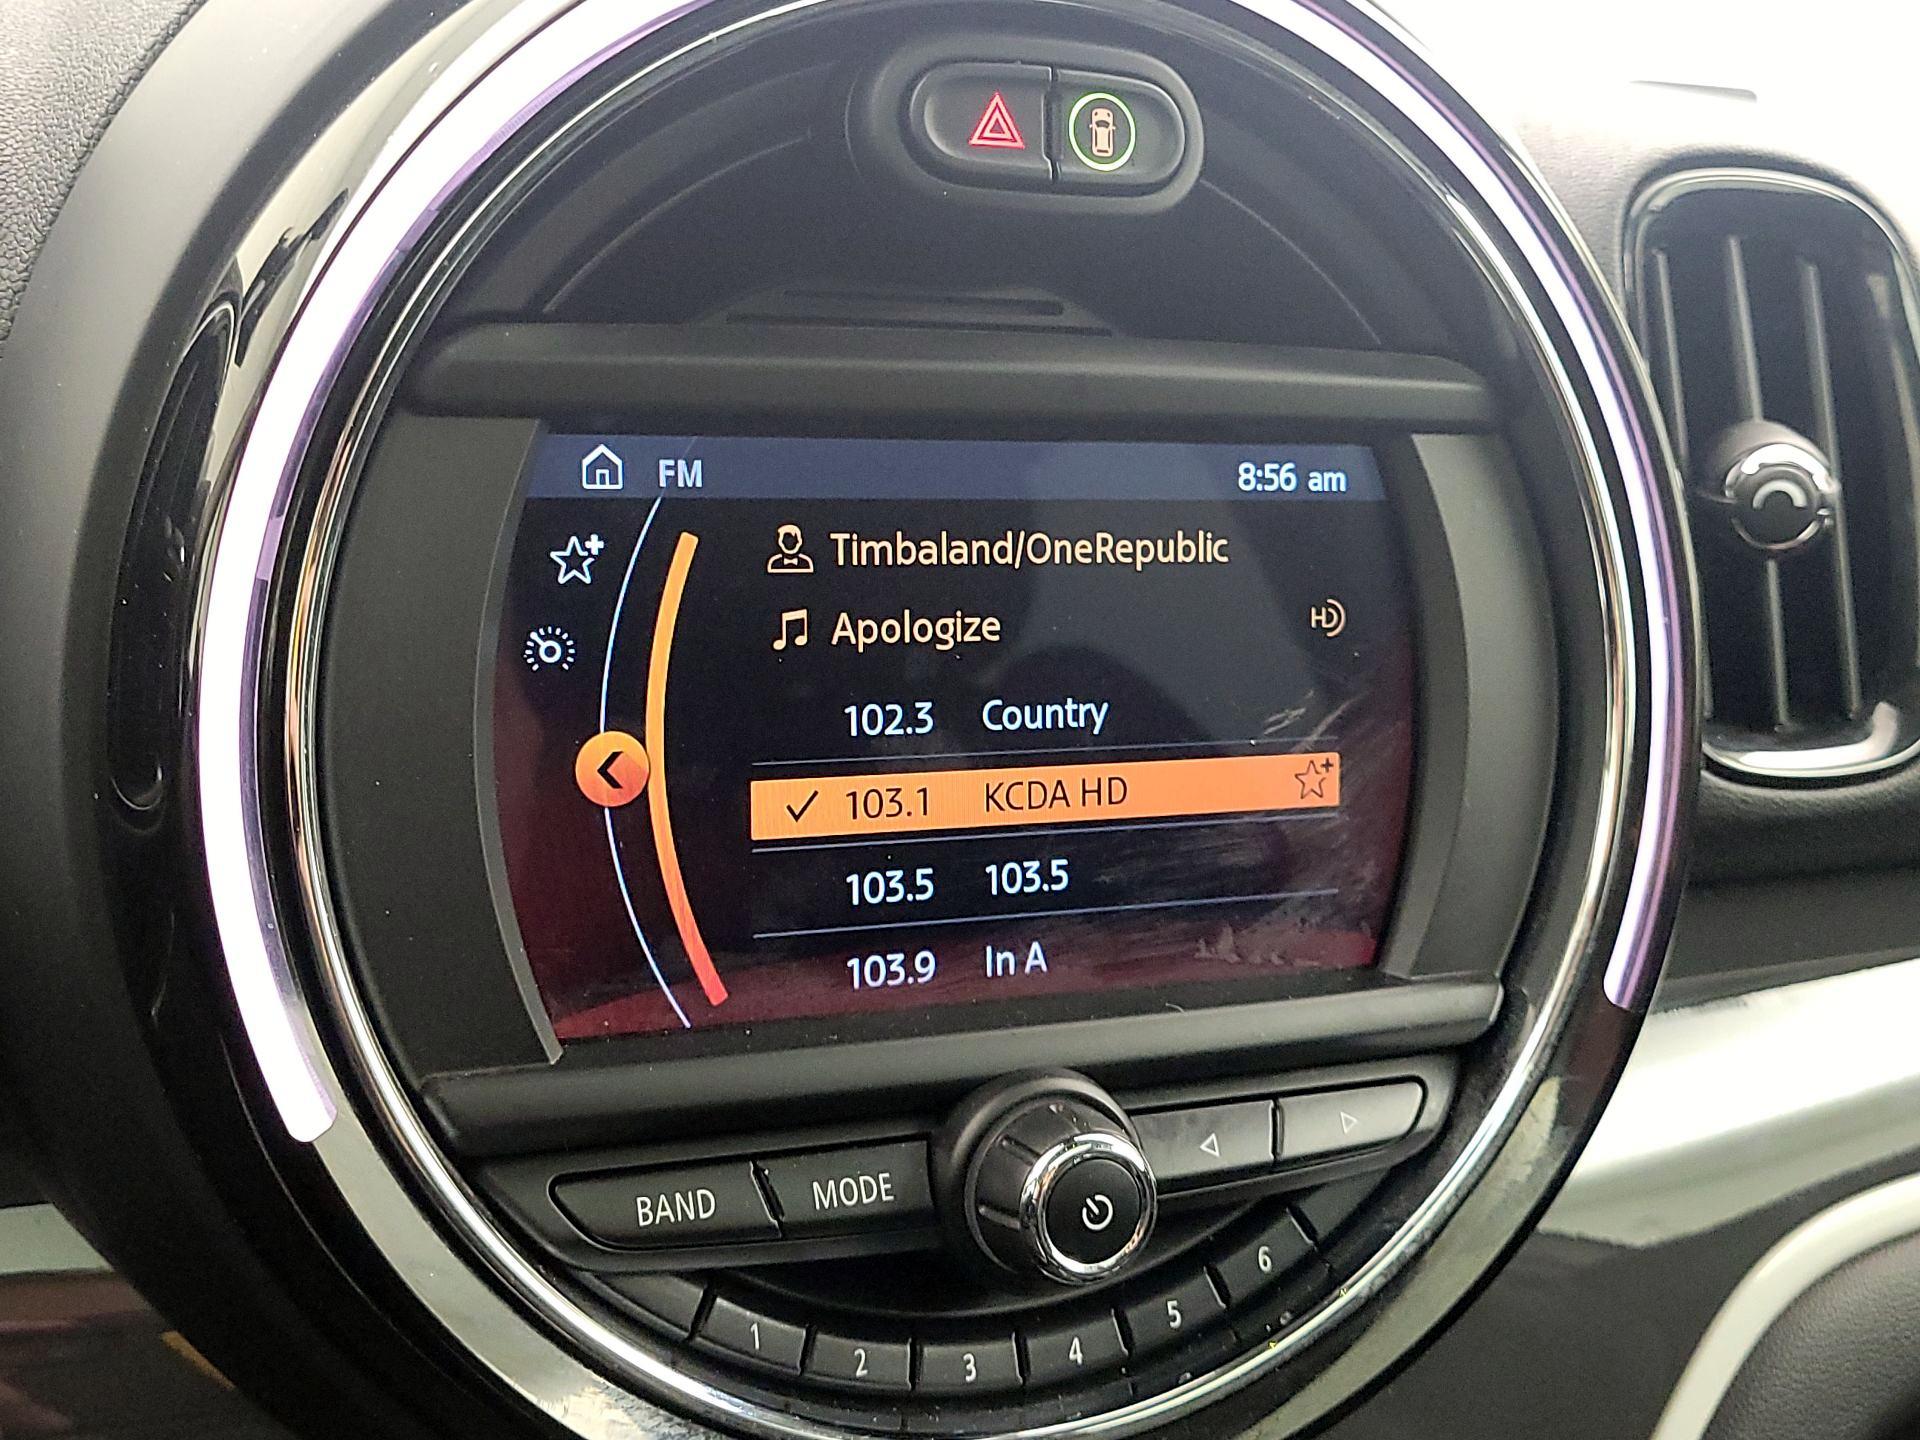 FM 8:56 am
Timbaland/OneRepublic
Apologize HD
102.3 Country
103.1 KCDA HD
103.5 103.5
103.9 In A
BAND MODE
1 2 3 4 5 6